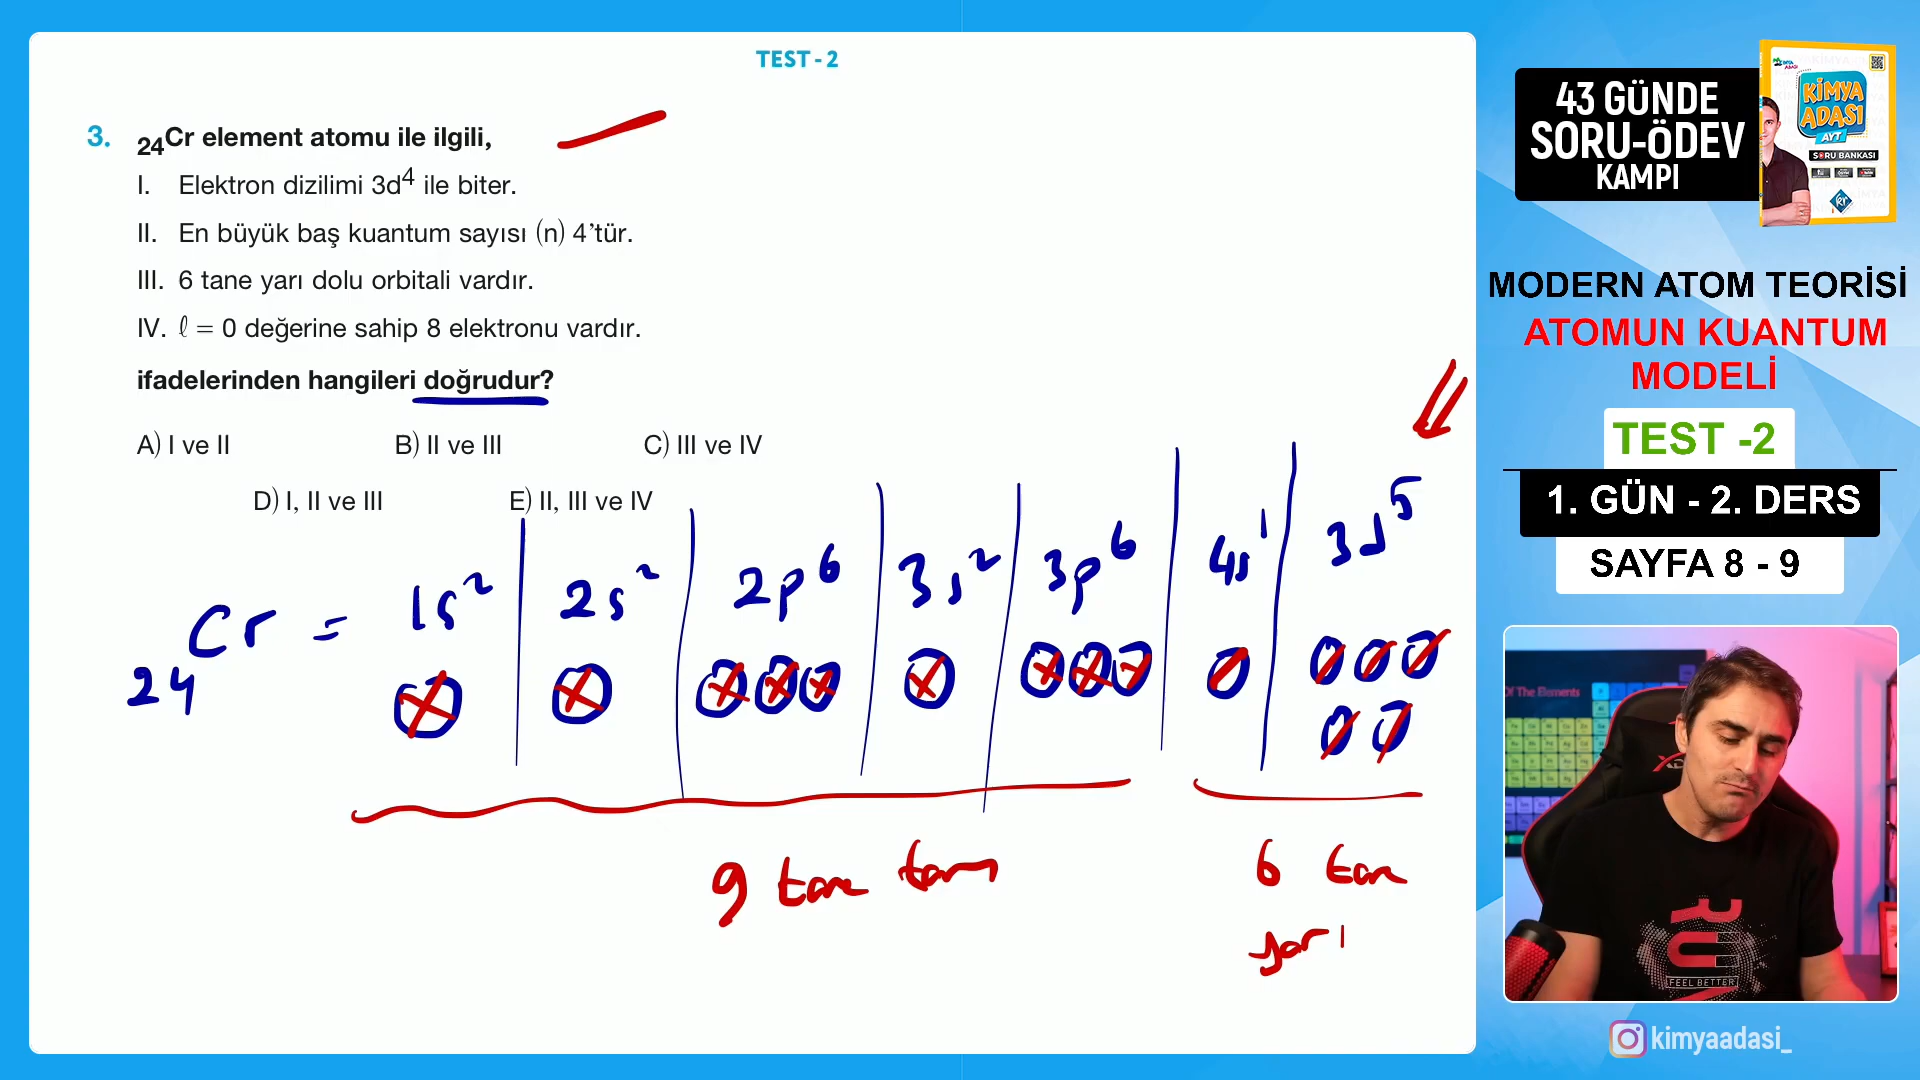 TEST - 2
3. ₂₄Cr element atomu ile ilgili,
I. Elektron dizilimi 3d⁴ ile biter.
II. En büyük baş kuantum sayısı (n) 4'tür.
III. 6 tane yarı dolu orbitali vardır.
IV. ℓ = 0 değerine sahip 8 elektronu vardır.
ifadelerinden hangileri doğrudur?
A) I ve II B) II ve III C) III ve IV
D) I, II ve III E) II, III ve IV
₂₄Cr = 1s² 2s² 2p⁶ 3s² 3p⁶ 4s¹ 3d⁵
9 tane tam
6 tane
yarı
43 GÜNDE
SORU-ÖDEV
KAMPI
KİMYA
ADASI
AYT
SORU BANKASI
kr
MODERN ATOM TEORİSİ
ATOMUN KUANTUM
MODELİ
TEST -2
1. GÜN - 2. DERS
SAYFA 8 - 9
Of The Elements
FEEL BETTER
kimyaadasi_